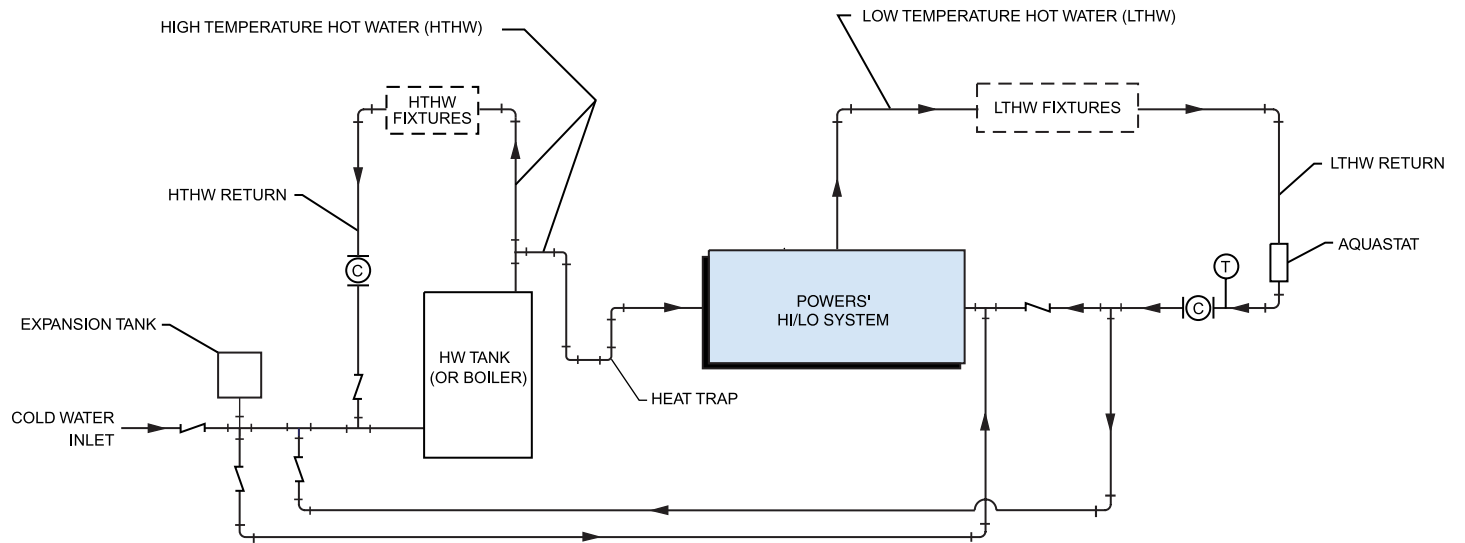 HIGH TEMPERATURE HOT WATER (HTHW)
LOW TEMPERATURE HOT WATER (LTHW)
HTHW
FIXTURES
LTHW FIXTURES
HTHW RETURN
LTHW RETURN
AQUASTAT
C
T
C
POWERS'
HI/LO SYSTEM
EXPANSION TANK
HW TANK
(OR BOILER)
HEAT TRAP
COLD WATER
INLET